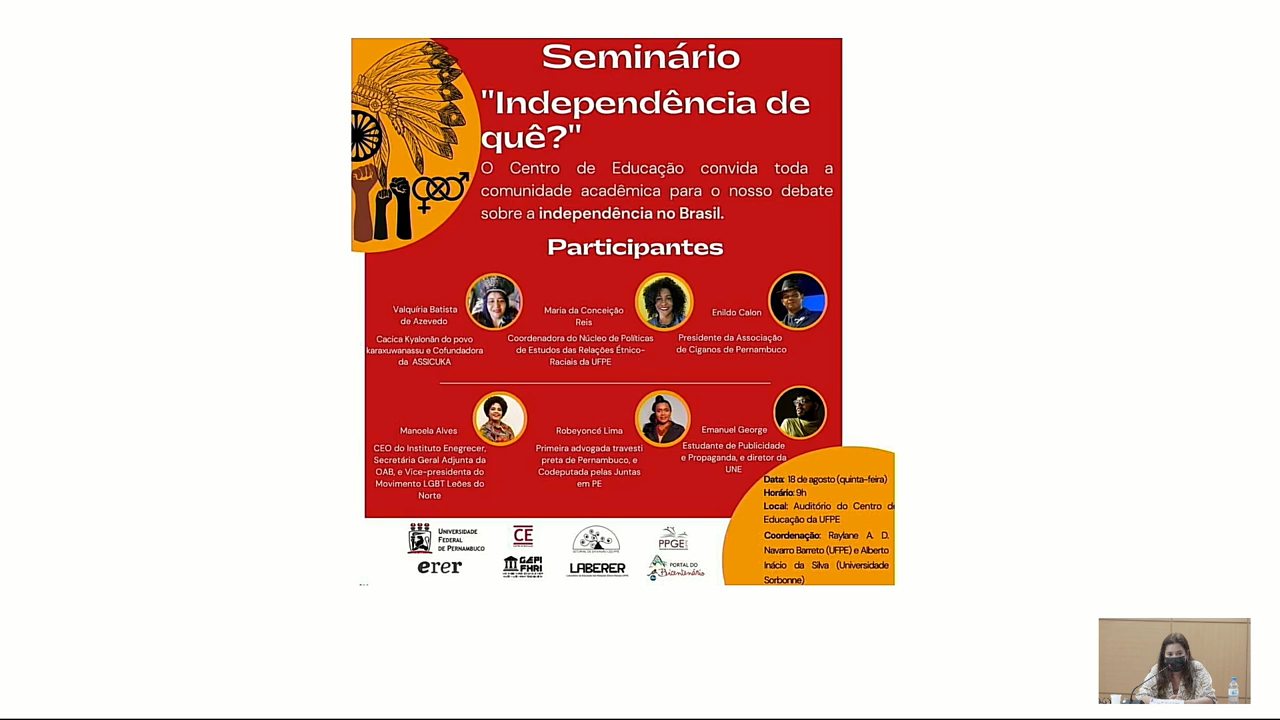 Seminário
"Independência de
quê?"
O Centro de Educação convida toda a
comunidade acadêmica para o nosso debate
sobre a independência no Brasil.
Participantes
Valquíria Batista
de Azevedo
Cacica Kyalonãn do povo
karaxuwanassu e Cofundadora
da ASSICUKA
Maria da Conceição
Reis
Coordenadora do Núcleo de Políticas
de Estudos das Relações Étnico-
Raciais da UFPE
Enildo Calon
Presidente da Associação
de Ciganos de Pernambuco
Manoela Alves
CEO do Instituto Enegrecer,
Secretária Geral Adjunta da
OAB, e Vice-presidenta do
Movimento LGBT Leões do
Norte
Robeyoncé Lima
Primeira advogada travesti
preta de Pernambuco, e
Codeputada pelas Juntas
em PE
Emanuel George
Estudante de Publicidade
e Propaganda, e diretor da
UNE
Data: 18 de agosto (quinta-feira)
Horário: 9h
Local: Auditório do Centro de
Educação da UFPE
Coordenação: Raylane A. D.
Navarro Barreto (UFPE) e Alberto
Inácio da Silva (Universidade
Sorbonne)
UNIVERSIDADE
FEDERAL
DE PERNAMBUCO
CE
PPGE
erer
LABERER
PORTAL DO
Bicentenário